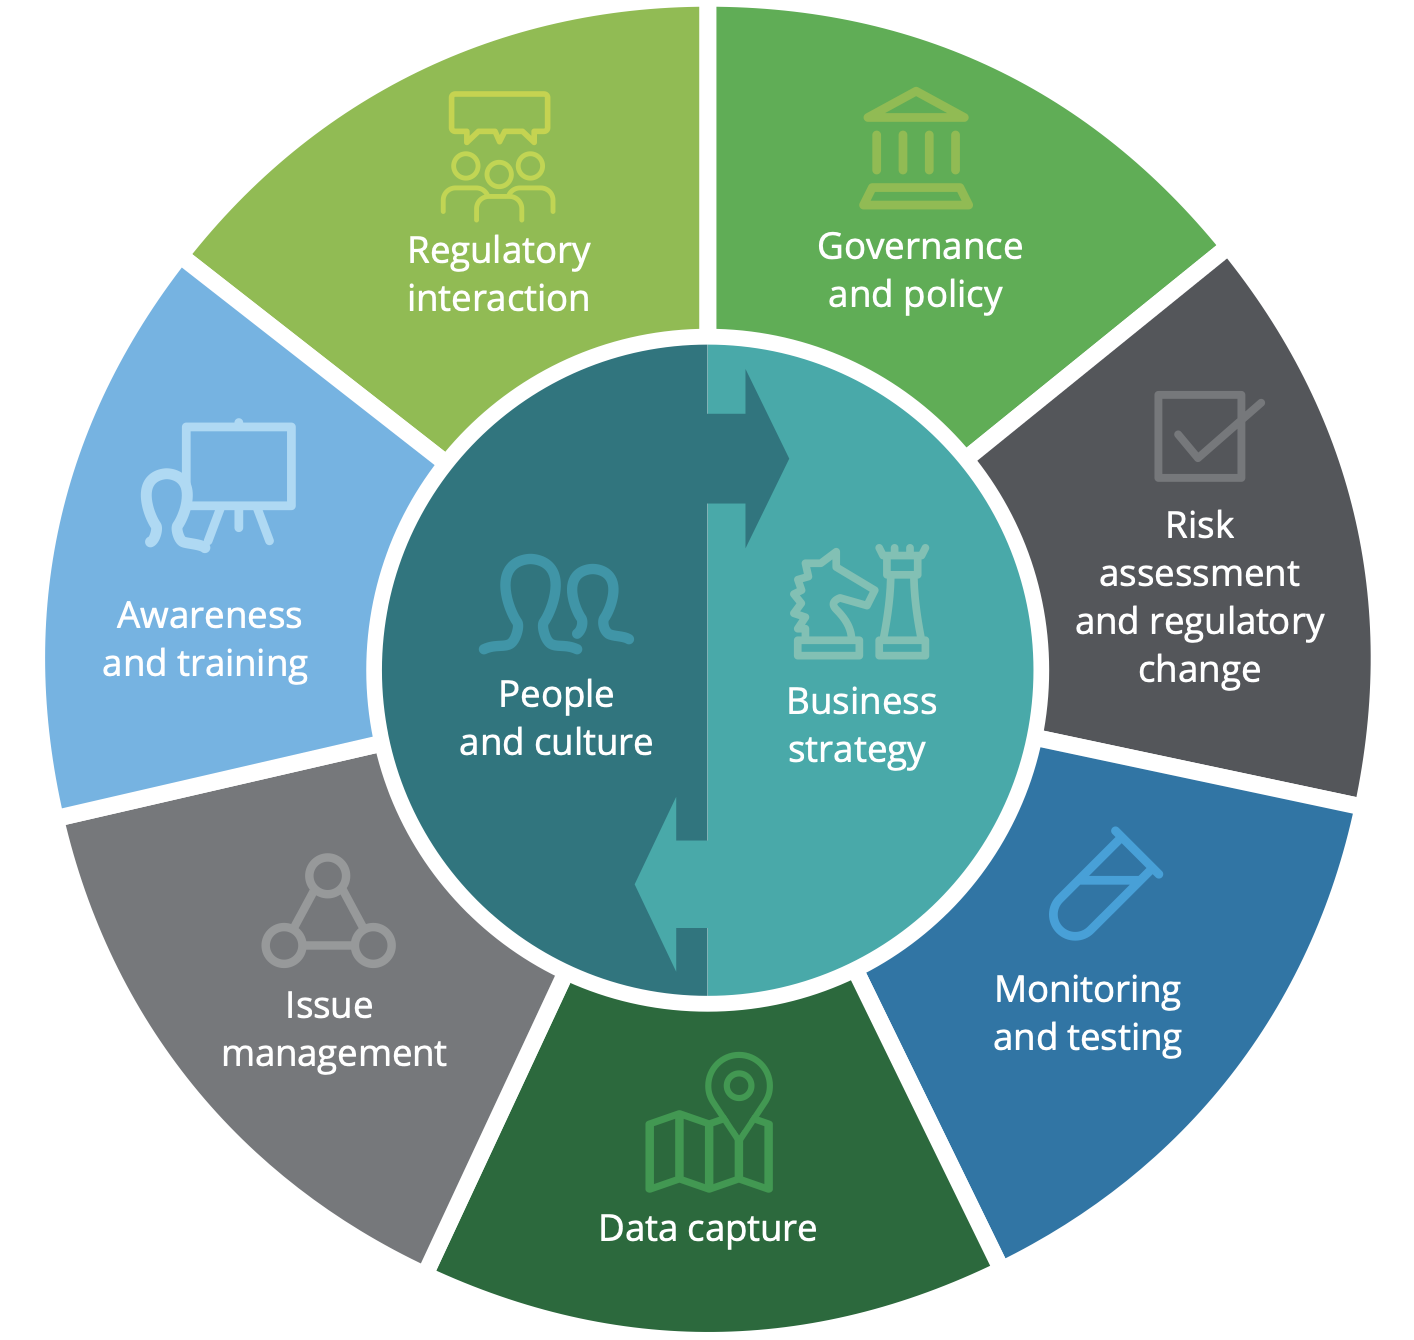 Regulatory
interaction
Governance
and policy
Risk
assessment
and regulatory
change
Monitoring
and testing
Data capture
Issue
management
Awareness
and training
People
and culture
Business
strategy